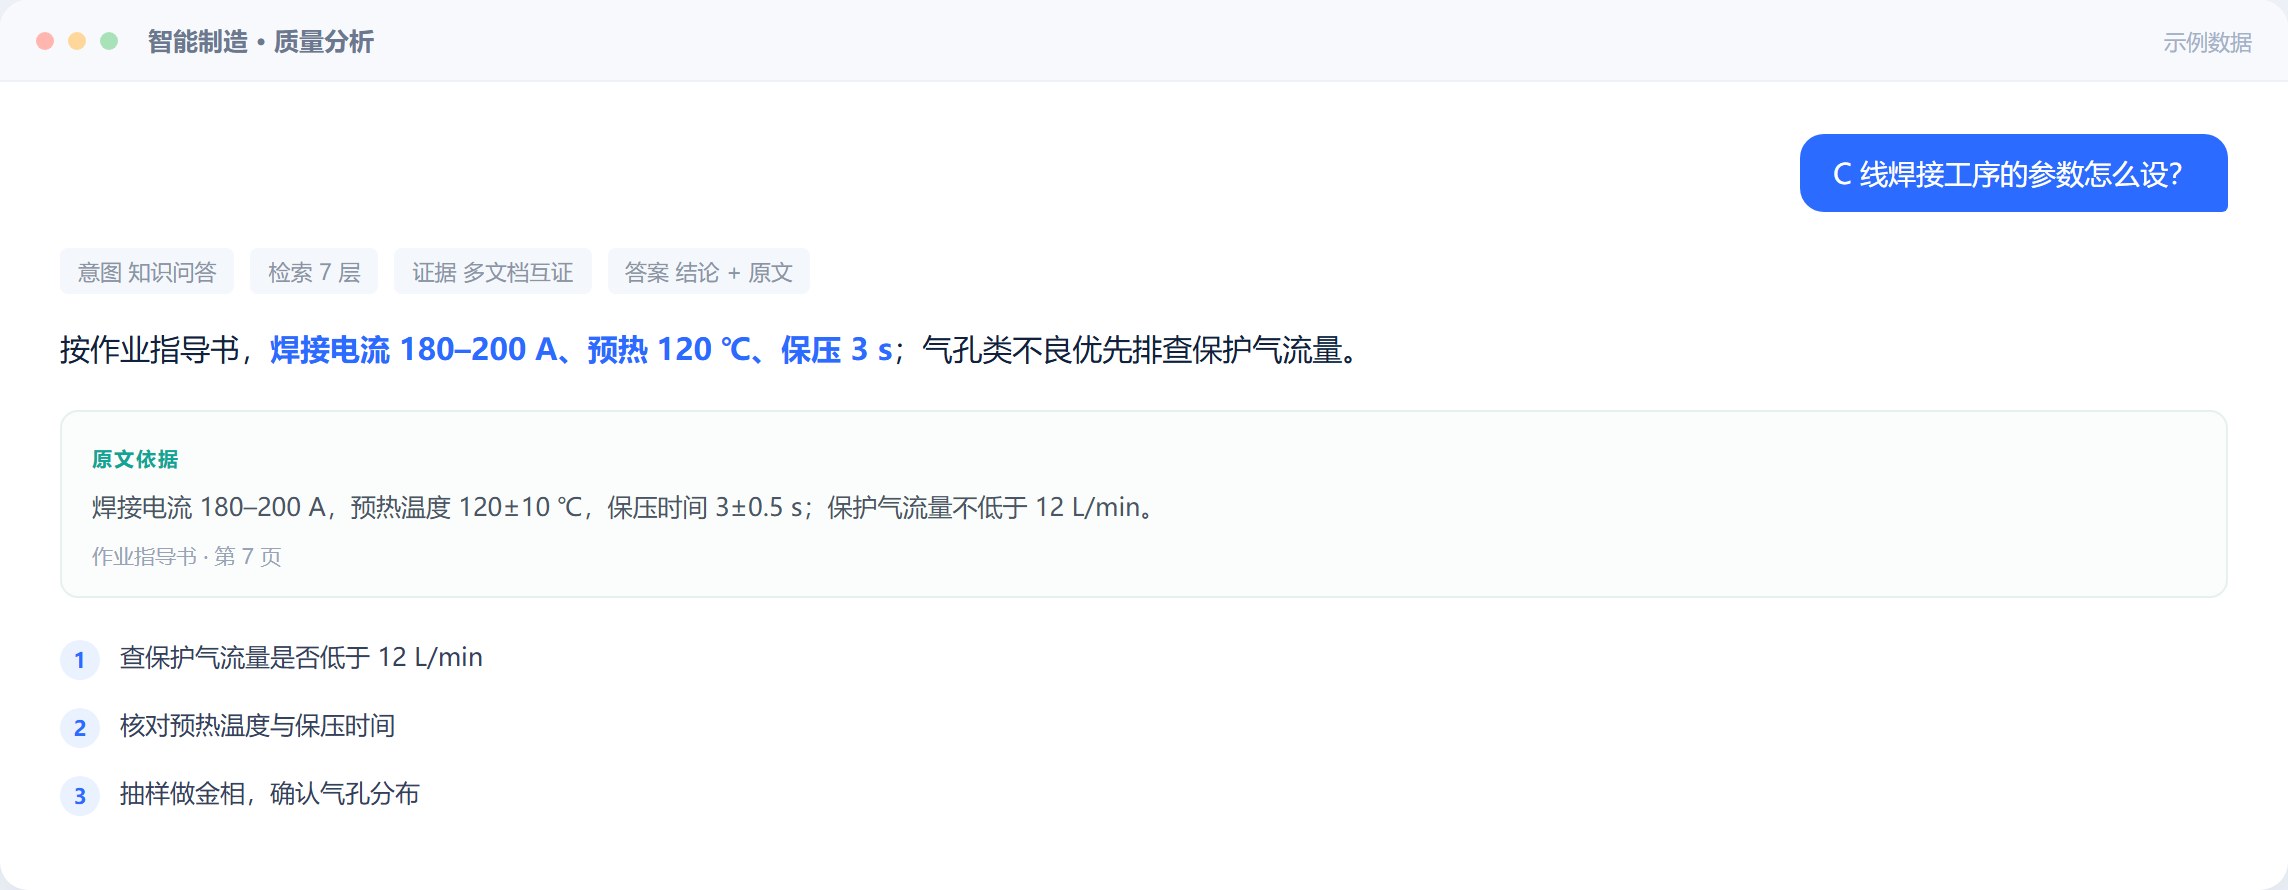 智能制造·质量分析
示例数据
C 线焊接工序的参数怎么设？
意图 知识问答
检索 7 层
证据 多文档互证
答案 结论 + 原文
按作业指导书，焊接电流 180–200 A、预热 120 ℃、保压 3 s；气孔类不良优先排查保护气流量。
原文依据
焊接电流 180–200 A，预热温度 120±10 ℃，保压时间 3±0.5 s；保护气流量不低于 12 L/min。
作业指导书 · 第 7 页
1 查保护气流量是否低于 12 L/min
2 核对预热温度与保压时间
3 抽样做金相，确认气孔分布